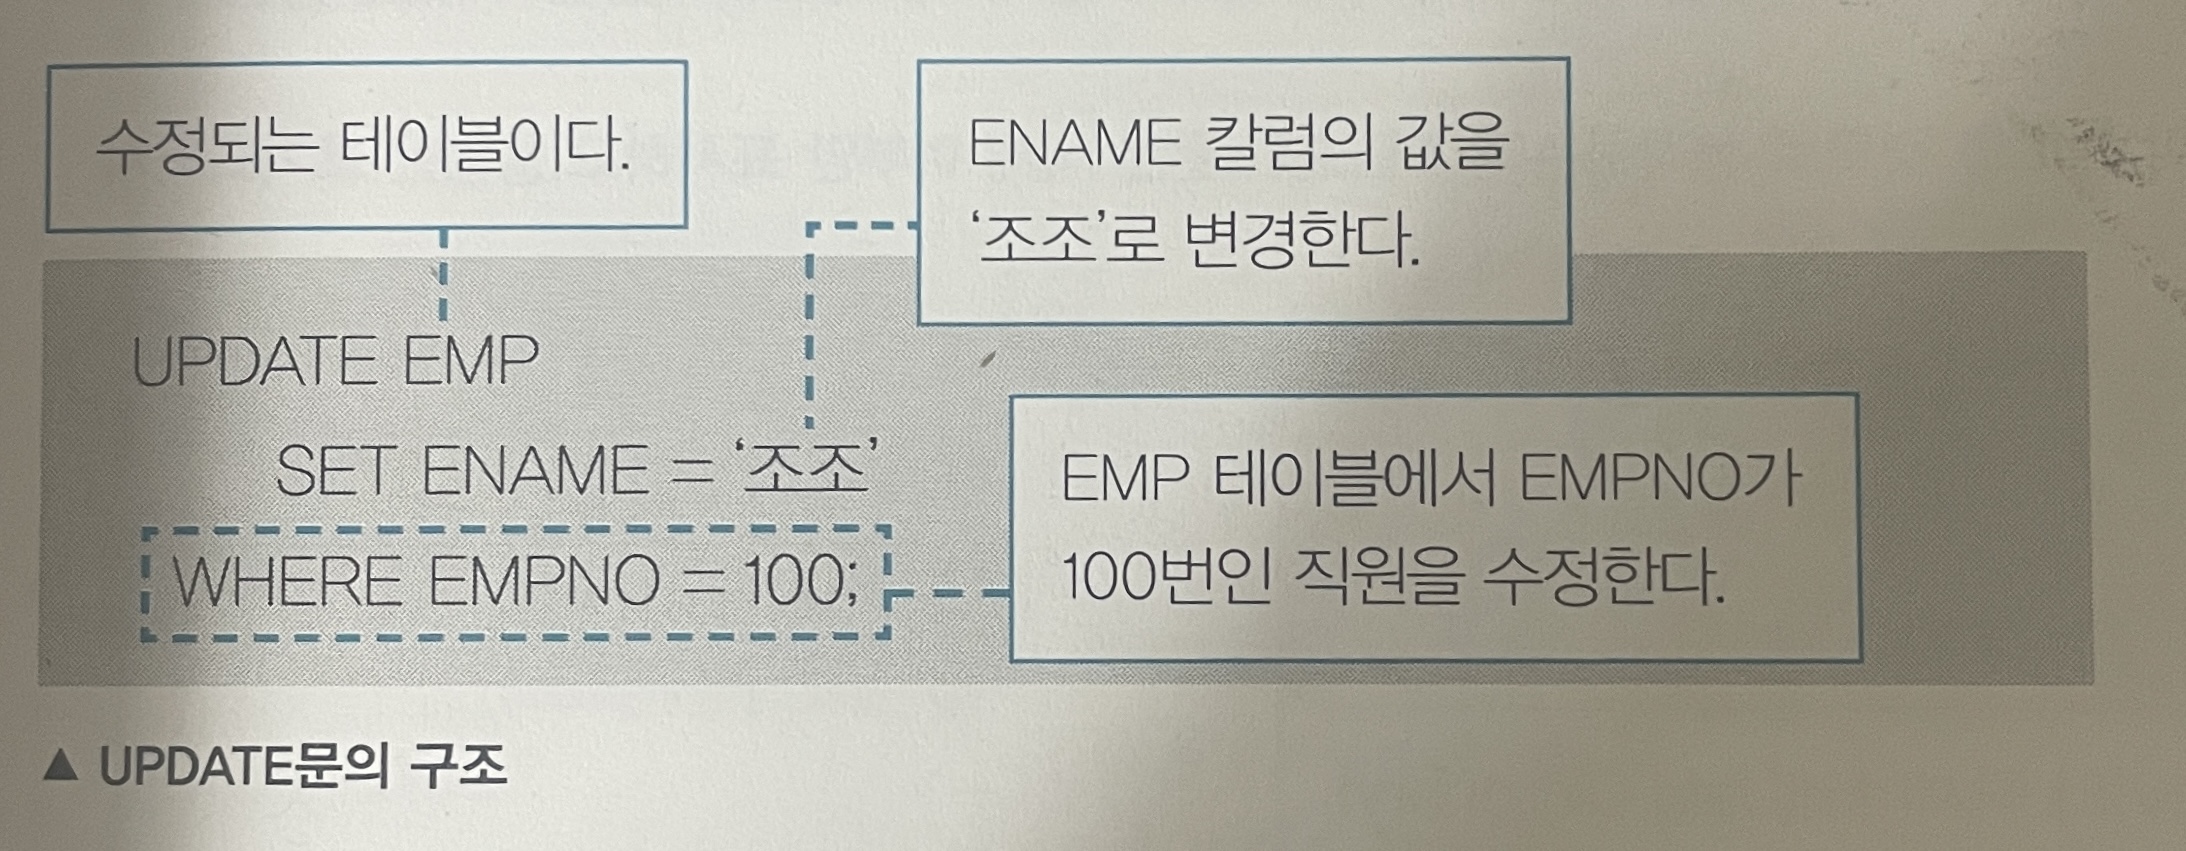 수정되는 테이블이다.
ENAME 칼럼의 값을
‘조조’로 변경한다.
UPDATE EMP
SET ENAME = ‘조조’
WHERE EMPNO = 100;
EMP 테이블에서 EMPNO가
100번인 직원을 수정한다.
▲ UPDATE문의 구조